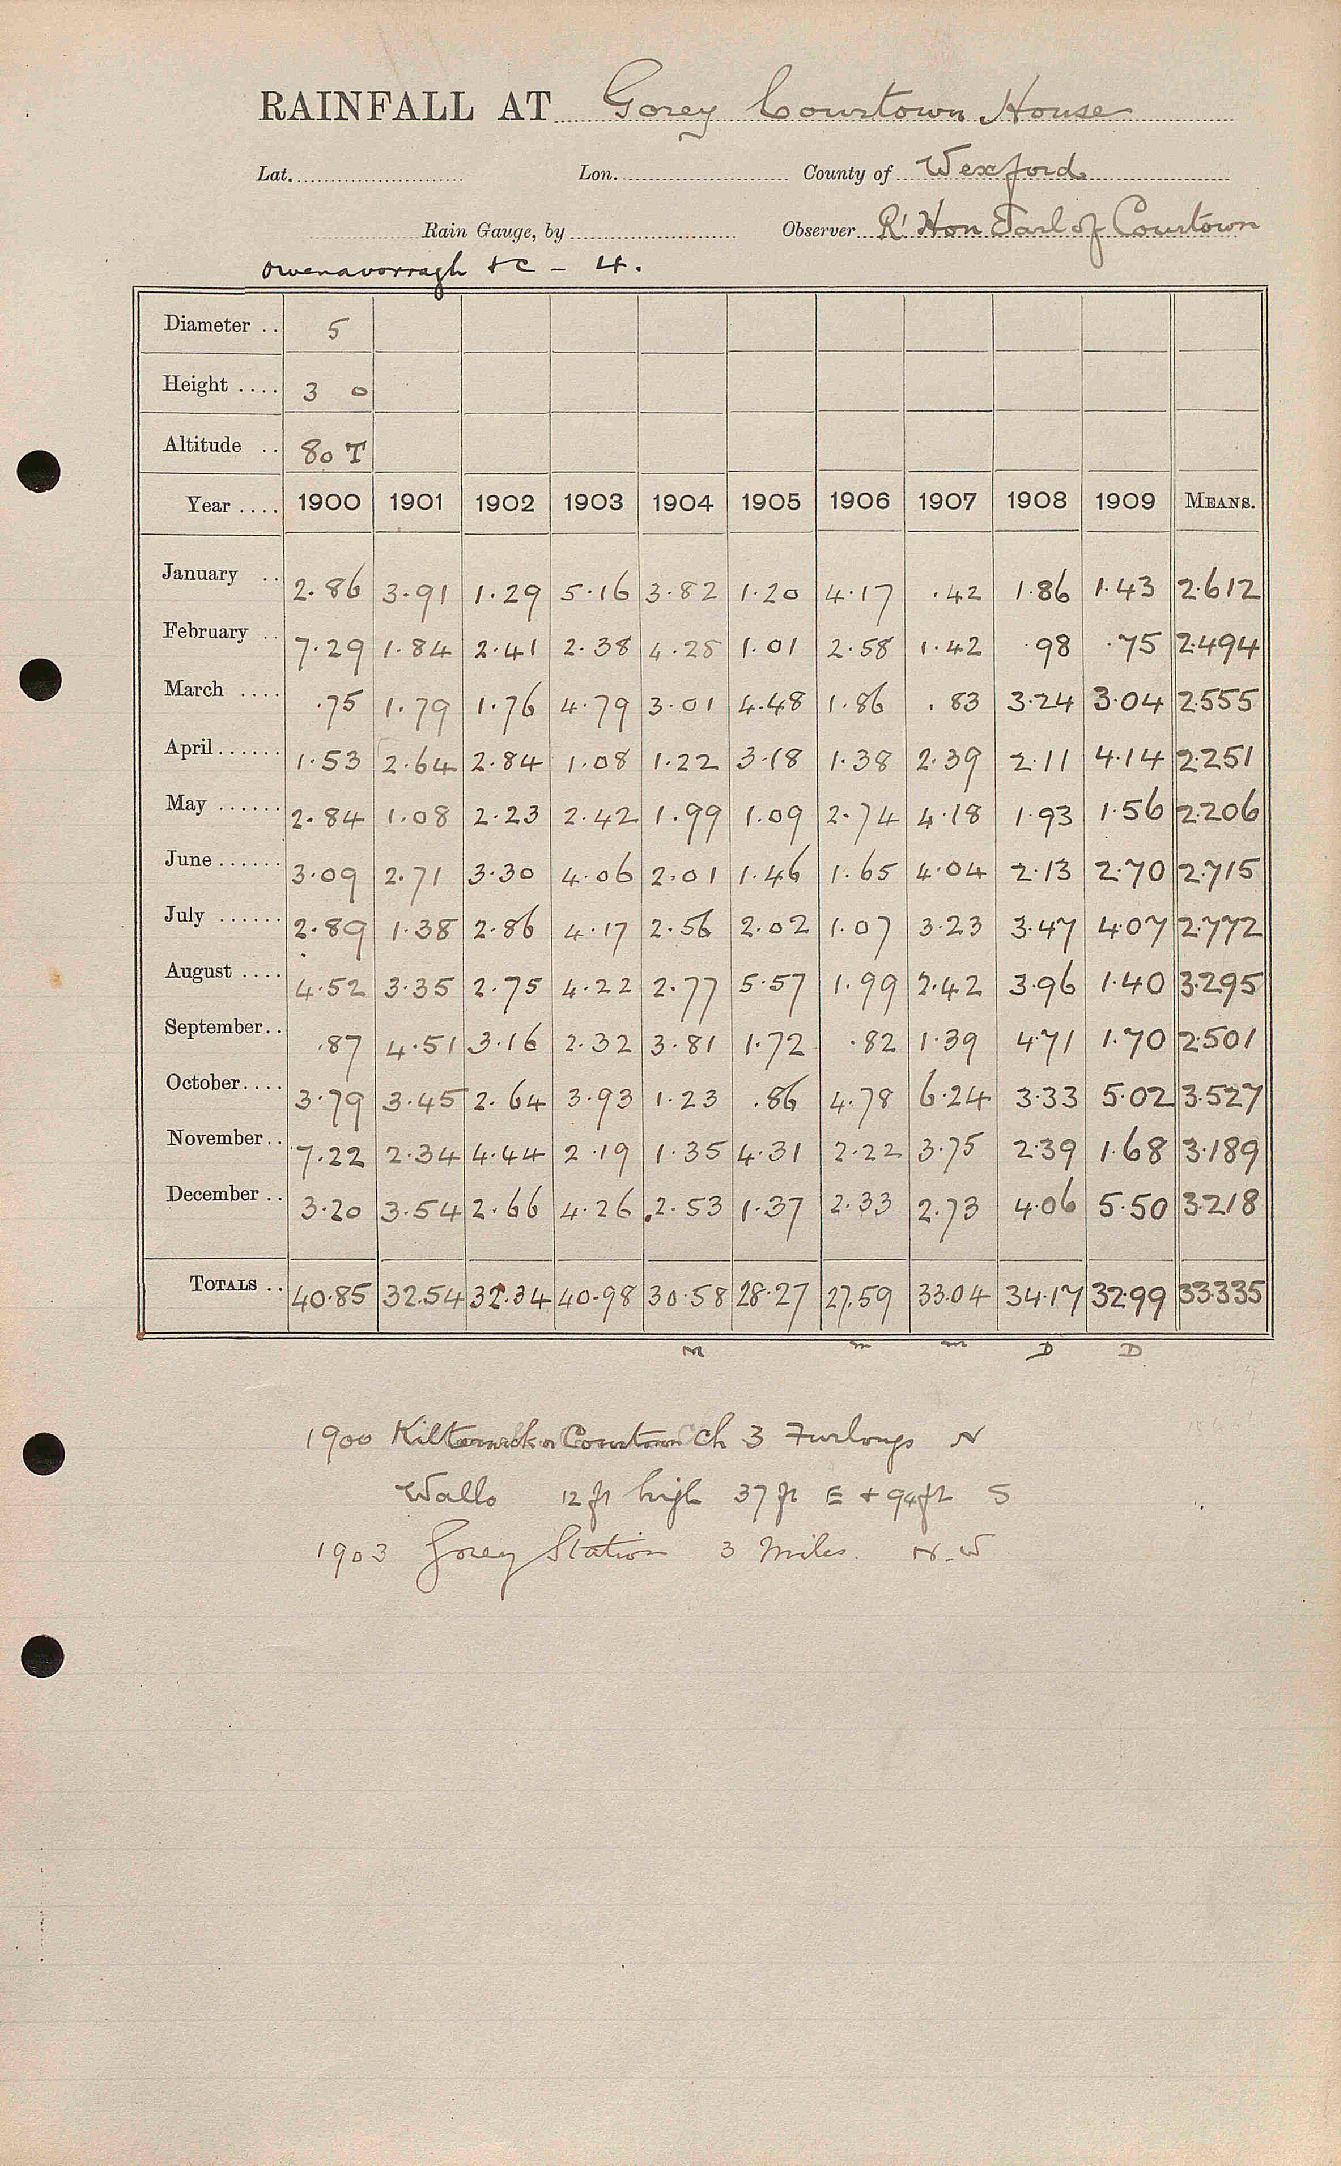 RAINFALL AT Gorey Courtown House
Lat. Lon. County of Wexford
Rain Gauge, by Observer Rt Hon Earl of Courtown
Owenavorragh &c - 4.
Diameter .. 5
Height .... 3 0
Altitude .. 80 T
Year .... 1900 1901 1902 1903 1904 1905 1906 1907 1908 1909 MEANS.
January .. 2.86 3.91 1.29 5.16 3.82 1.20 4.17 .42 1.86 1.43 2.612
February .. 7.29 1.84 2.41 2.38 4.28 1.01 2.58 1.42 .98 .75 2.494
March .... .75 1.79 1.76 4.79 3.01 4.48 1.86 .83 3.24 3.04 2.555
April ...... 1.53 2.64 2.84 1.08 1.22 3.18 1.38 2.39 2.11 4.14 2.251
May ...... 2.84 1.08 2.23 2.42 1.99 1.09 2.74 4.18 1.93 1.56 2.206
June ...... 3.09 2.71 3.30 4.06 2.01 1.46 1.65 4.04 2.13 2.70 2.715
July ...... 2.89 1.38 2.86 4.17 2.56 2.02 1.07 3.23 3.47 4.07 2.772
August .... 4.52 3.35 2.75 4.22 2.77 5.57 1.99 2.42 3.96 1.40 3.295
September.. .87 4.51 3.16 2.32 3.81 1.72 .82 1.39 4.71 1.70 2.501
October.... 3.79 3.45 2.64 3.93 1.23 .86 4.78 6.24 3.33 5.02 3.527
November.. 7.22 2.34 4.44 2.19 1.35 4.31 2.22 3.75 2.39 1.68 3.189
December .. 3.20 3.54 2.66 4.26 2.53 1.37 2.33 2.73 4.06 5.50 3.218
TOTALS .. 40.85 32.54 32.34 40.98 30.58 28.27 27.59 33.04 34.17 32.99 33.335
M m m D D
1900 Courtown Ch 3 Furlongs N
Walls 12 ft high 37 ft E + 94 ft S
1903 Gorey Station 3 Miles. N.W